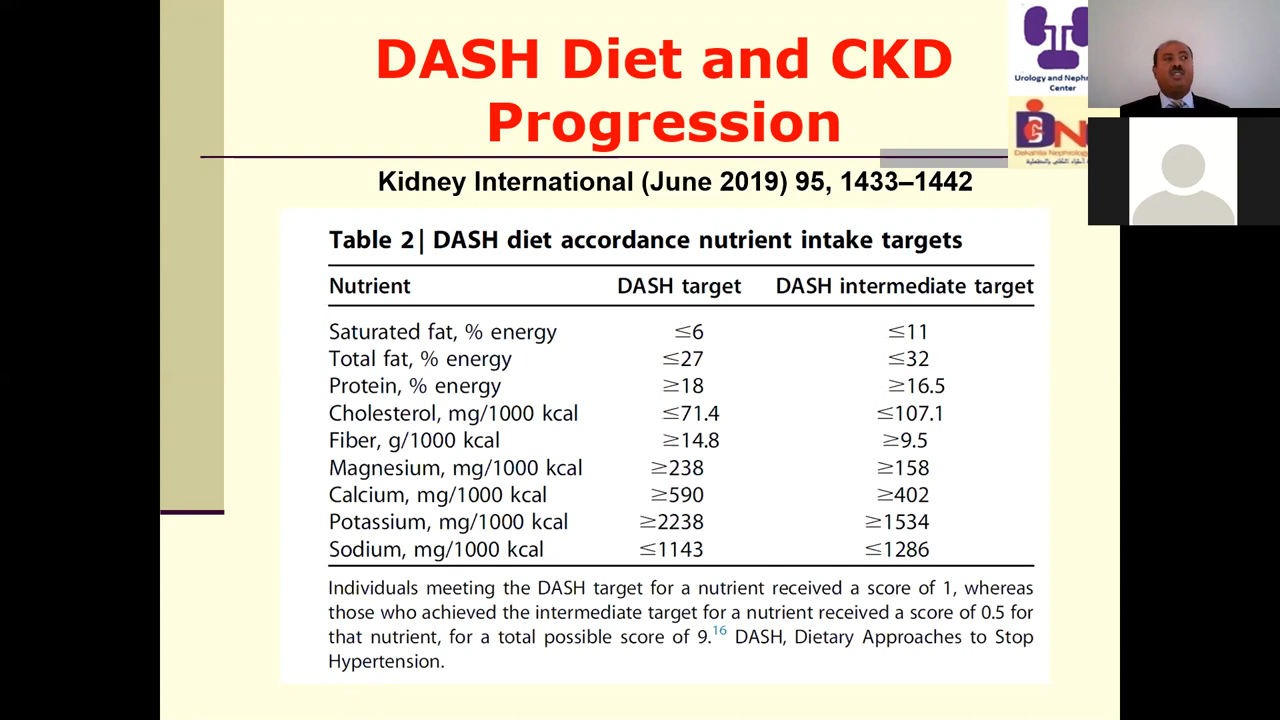 DASH Diet and CKD
Progression
Urology and Neph
Center
Dakahlia Nephrology
Kidney International (June 2019) 95, 1433–1442
Table 2| DASH diet accordance nutrient intake targets
Nutrient DASH target DASH intermediate target
Saturated fat, % energy ≤6 ≤11
Total fat, % energy ≤27 ≤32
Protein, % energy ≥18 ≥16.5
Cholesterol, mg/1000 kcal ≤71.4 ≤107.1
Fiber, g/1000 kcal ≥14.8 ≥9.5
Magnesium, mg/1000 kcal ≥238 ≥158
Calcium, mg/1000 kcal ≥590 ≥402
Potassium, mg/1000 kcal ≥2238 ≥1534
Sodium, mg/1000 kcal ≤1143 ≤1286
Individuals meeting the DASH target for a nutrient received a score of 1, whereas
those who achieved the intermediate target for a nutrient received a score of 0.5 for
that nutrient, for a total possible score of 9.16 DASH, Dietary Approaches to Stop
Hypertension.